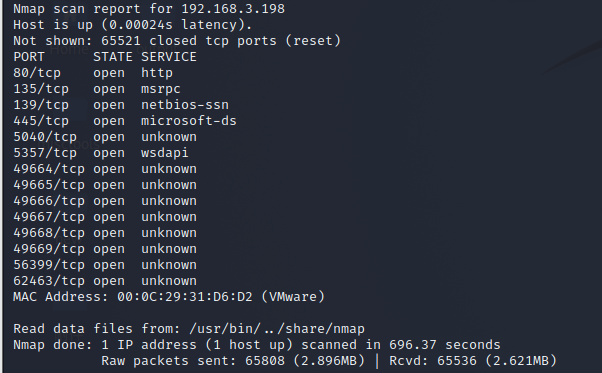 Nmap scan report for 192.168.3.198
Host is up (0.00024s latency).
Not shown: 65521 closed tcp ports (reset)
PORT      STATE SERVICE
80/tcp    open  http
135/tcp   open  msrpc
139/tcp   open  netbios-ssn
445/tcp   open  microsoft-ds
5040/tcp  open  unknown
5357/tcp  open  wsdapi
49664/tcp open  unknown
49665/tcp open  unknown
49666/tcp open  unknown
49667/tcp open  unknown
49668/tcp open  unknown
49669/tcp open  unknown
56399/tcp open  unknown
62463/tcp open  unknown
MAC Address: 00:0C:29:31:D6:D2 (VMware)
Read data files from: /usr/bin/../share/nmap
Nmap done: 1 IP address (1 host up) scanned in 696.37 seconds
           Raw packets sent: 65808 (2.896MB) | Rcvd: 65536 (2.621MB)